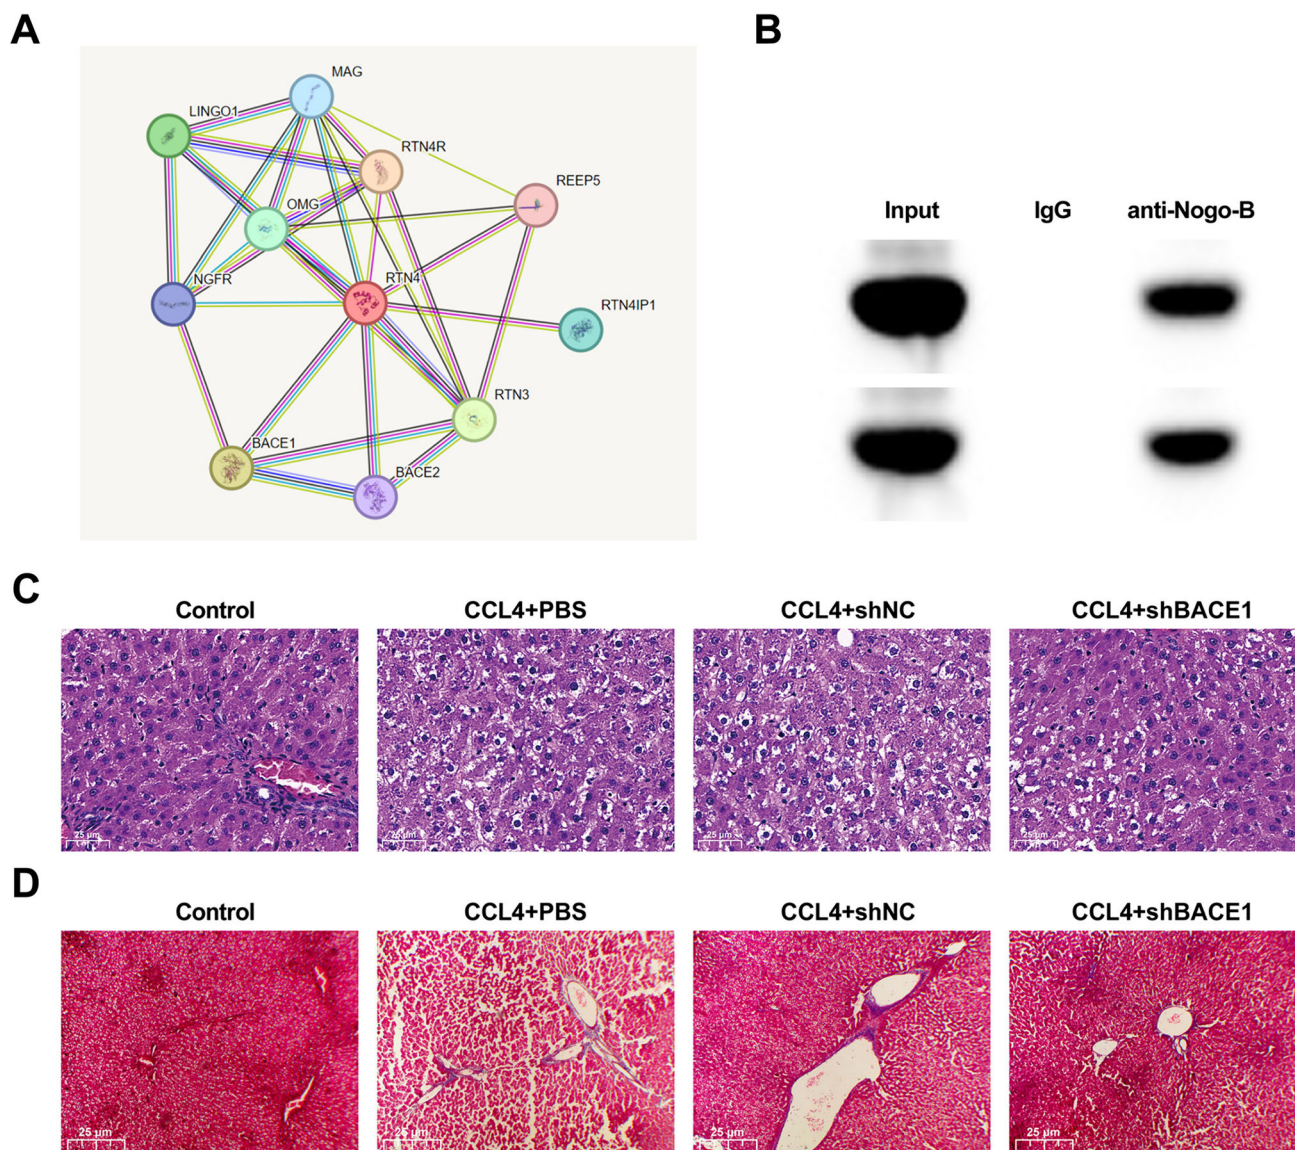 A
MAG
LINGO1
RTN4R
REEP5
OMG
NGFR
RTN4
RTN4IP1
RTN3
BACE1
BACE2
B
Input IgG anti-Nogo-B
C
Control CCL4+PBS CCL4+shNC CCL4+shBACE1
25 μm 25 μm 25 μm 25 μm
D
Control CCL4+PBS CCL4+shNC CCL4+shBACE1
25 μm 25 μm 25 μm 25 μm